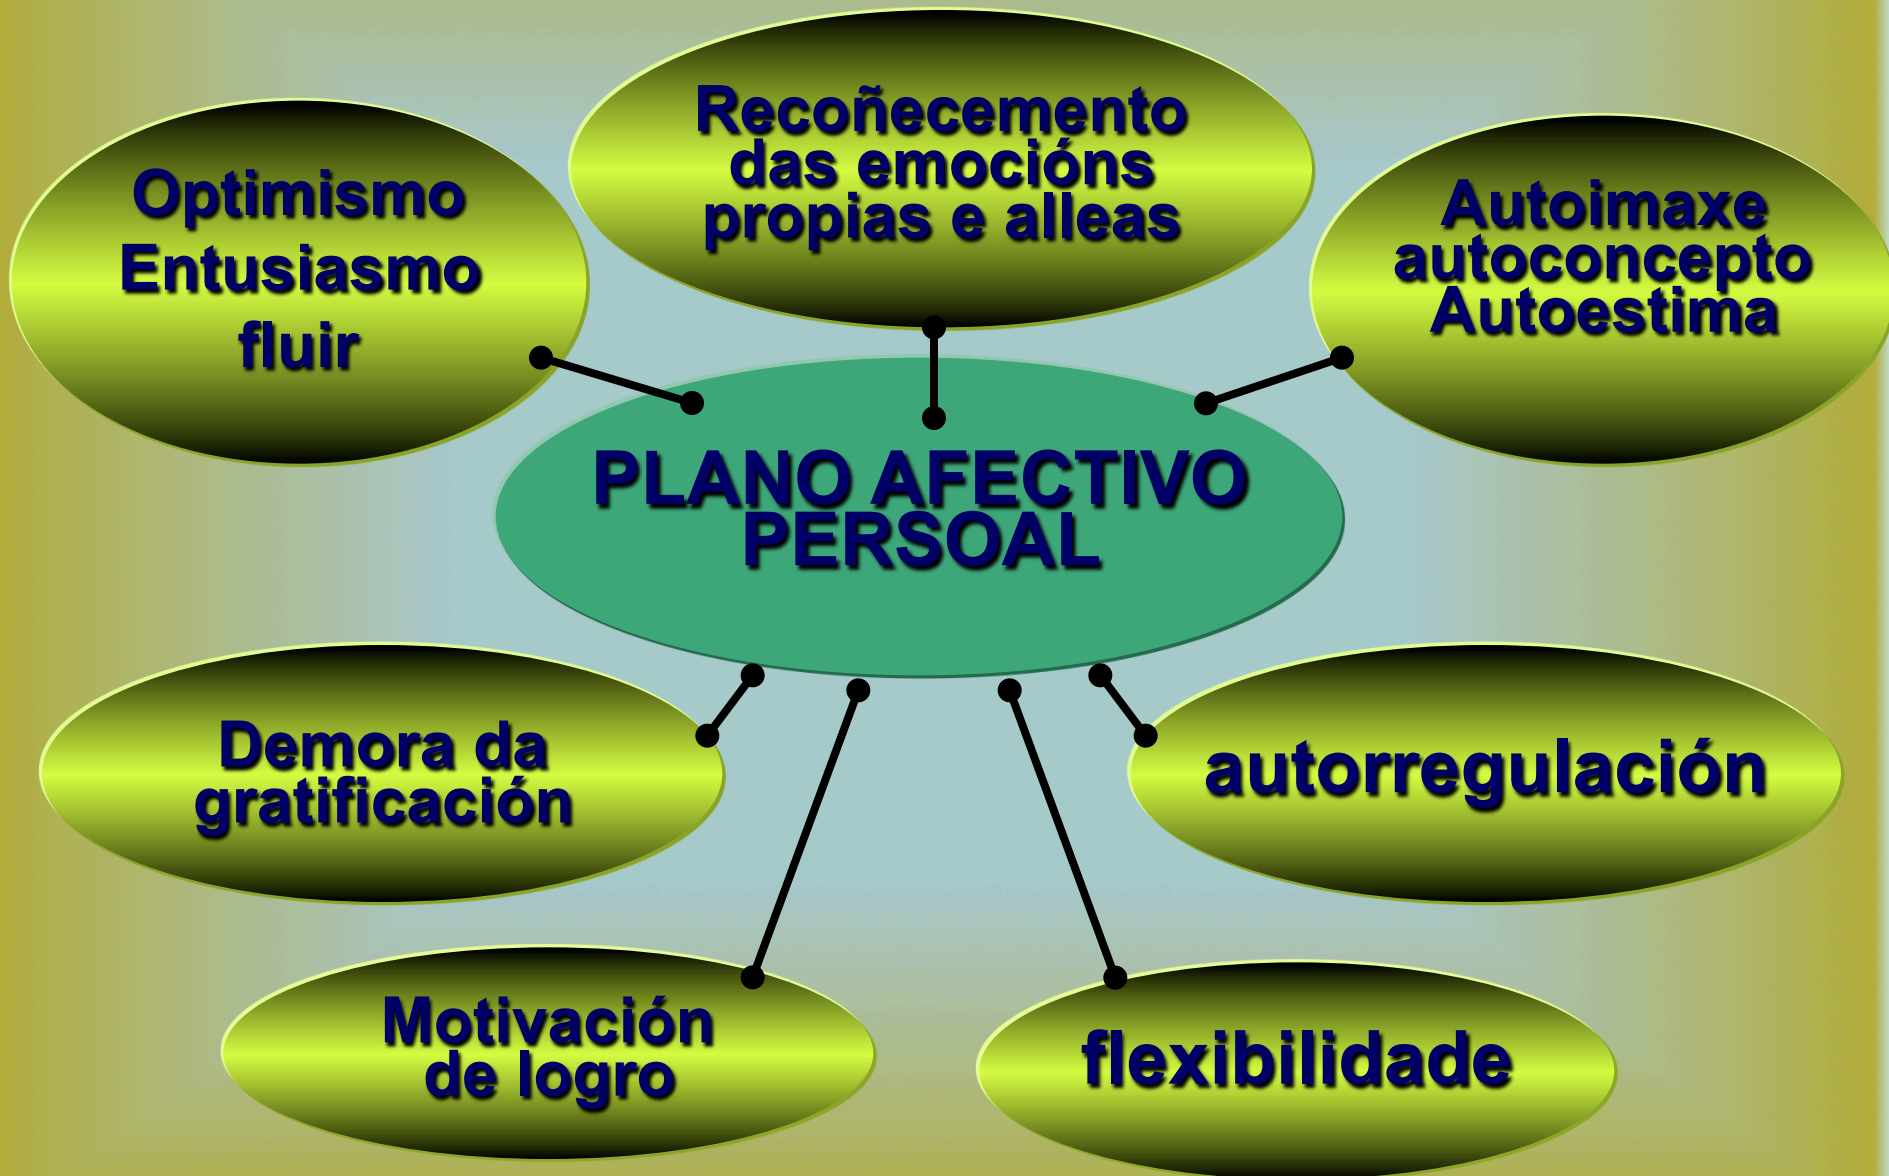 Optimismo
Entusiasmo
fluir
Recoñecemento
das emocións
propias e alleas
Autoimaxe
autoconcepto
Autoestima
PLANO AFECTIVO
PERSOAL
Demora da
gratificación
autorregulación
Motivación
de logro
flexibilidade